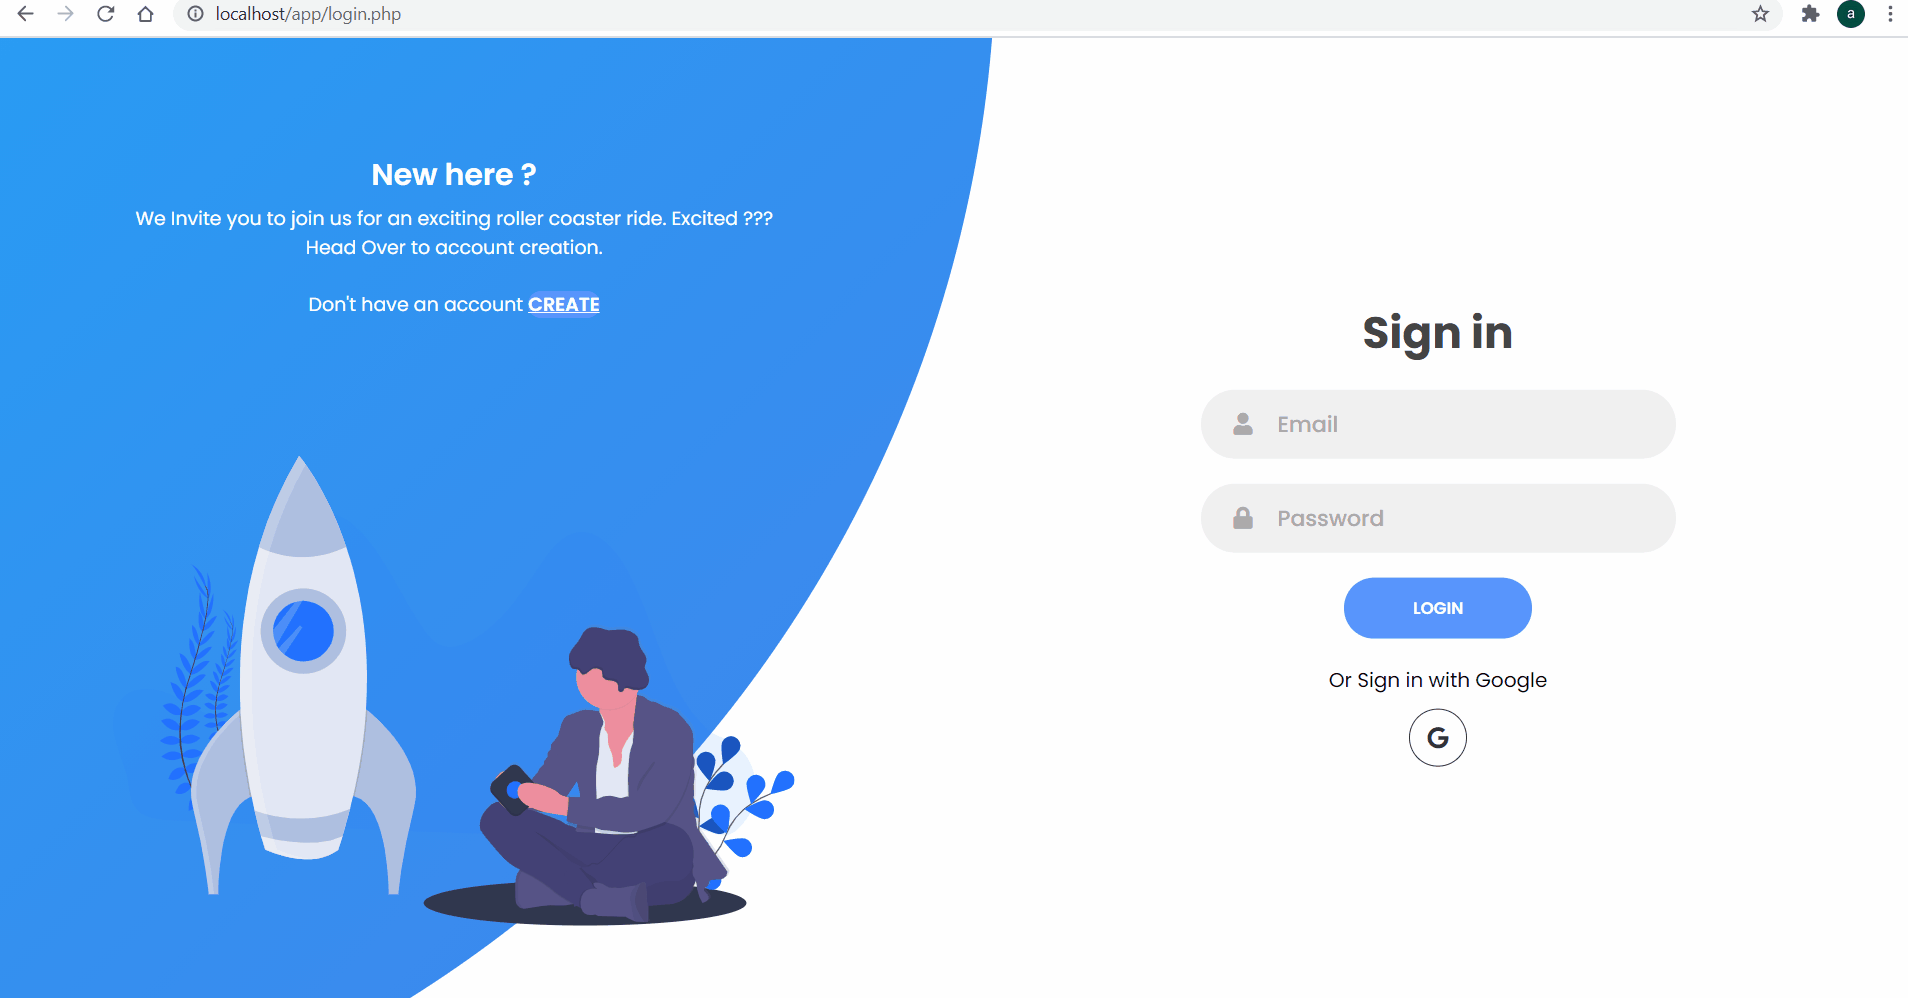 localhost/app/login.php
a
New here ?
We Invite you to join us for an exciting roller coaster ride. Excited ???
Head Over to account creation.
Don't have an account CREATE
Sign in
Email
Password
LOGIN
Or Sign in with Google
G